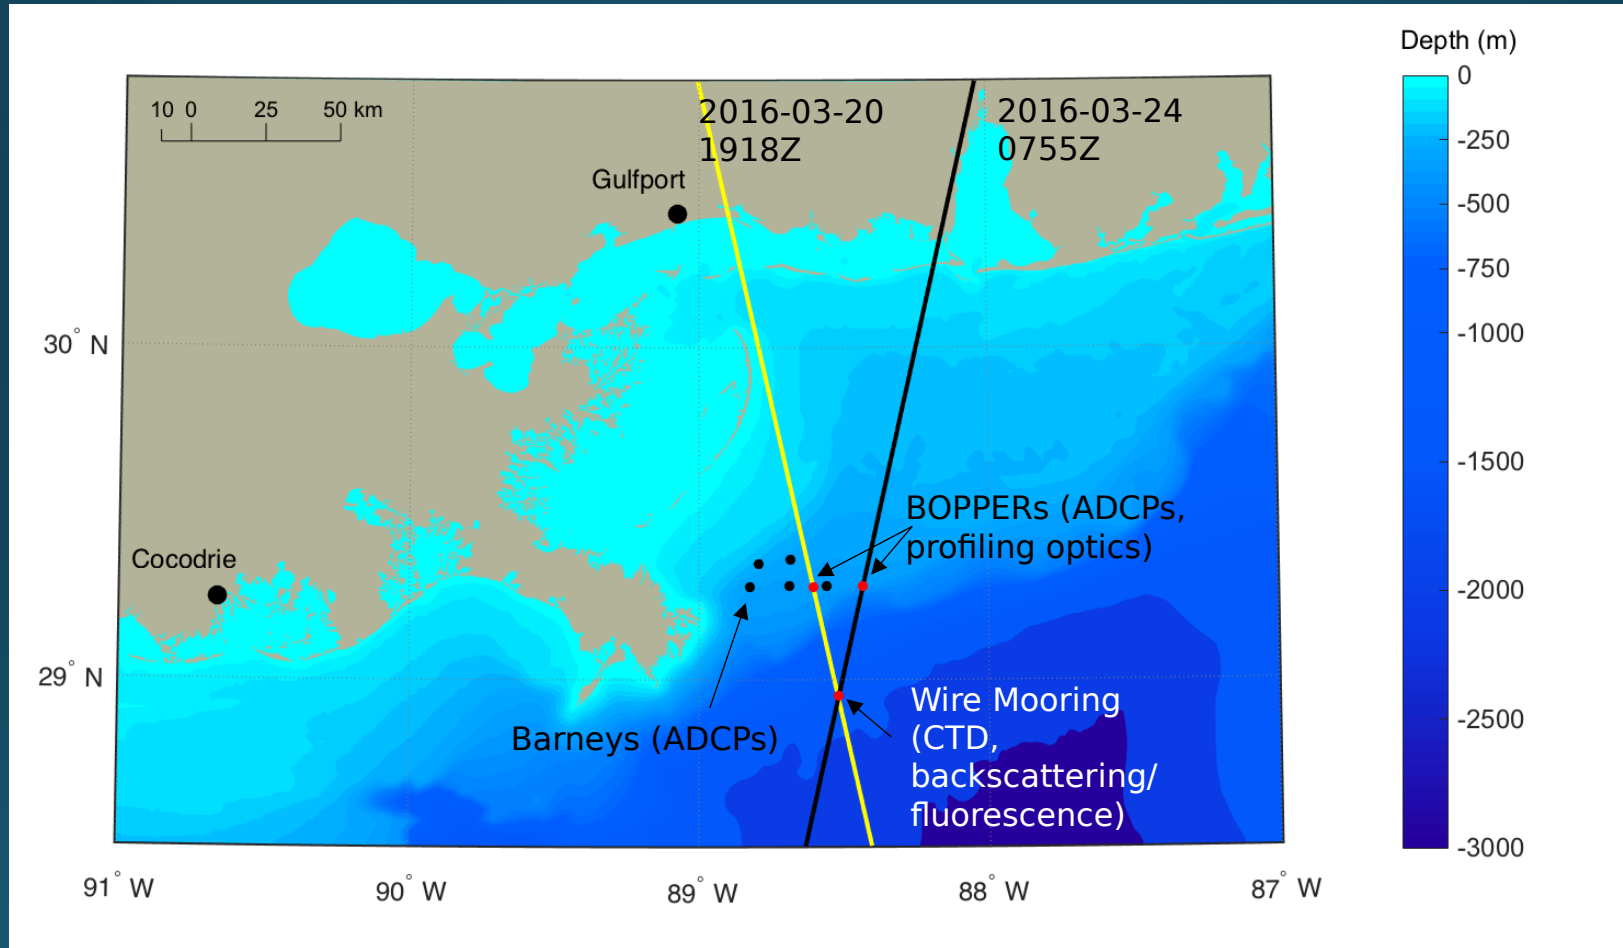 Depth (m)
10 0 25 50 km
2016-03-20
1918Z
2016-03-24
0755Z
Gulfport
30° N
BOPPERs (ADCPs,
profiling optics)
Cocodrie
29° N
Barneys (ADCPs)
Wire Mooring
(CTD,
backscattering/
fluorescence)
91° W
90° W
89° W
88° W
87° W
0
-250
-500
-750
-1000
-1500
-2000
-2500
-3000